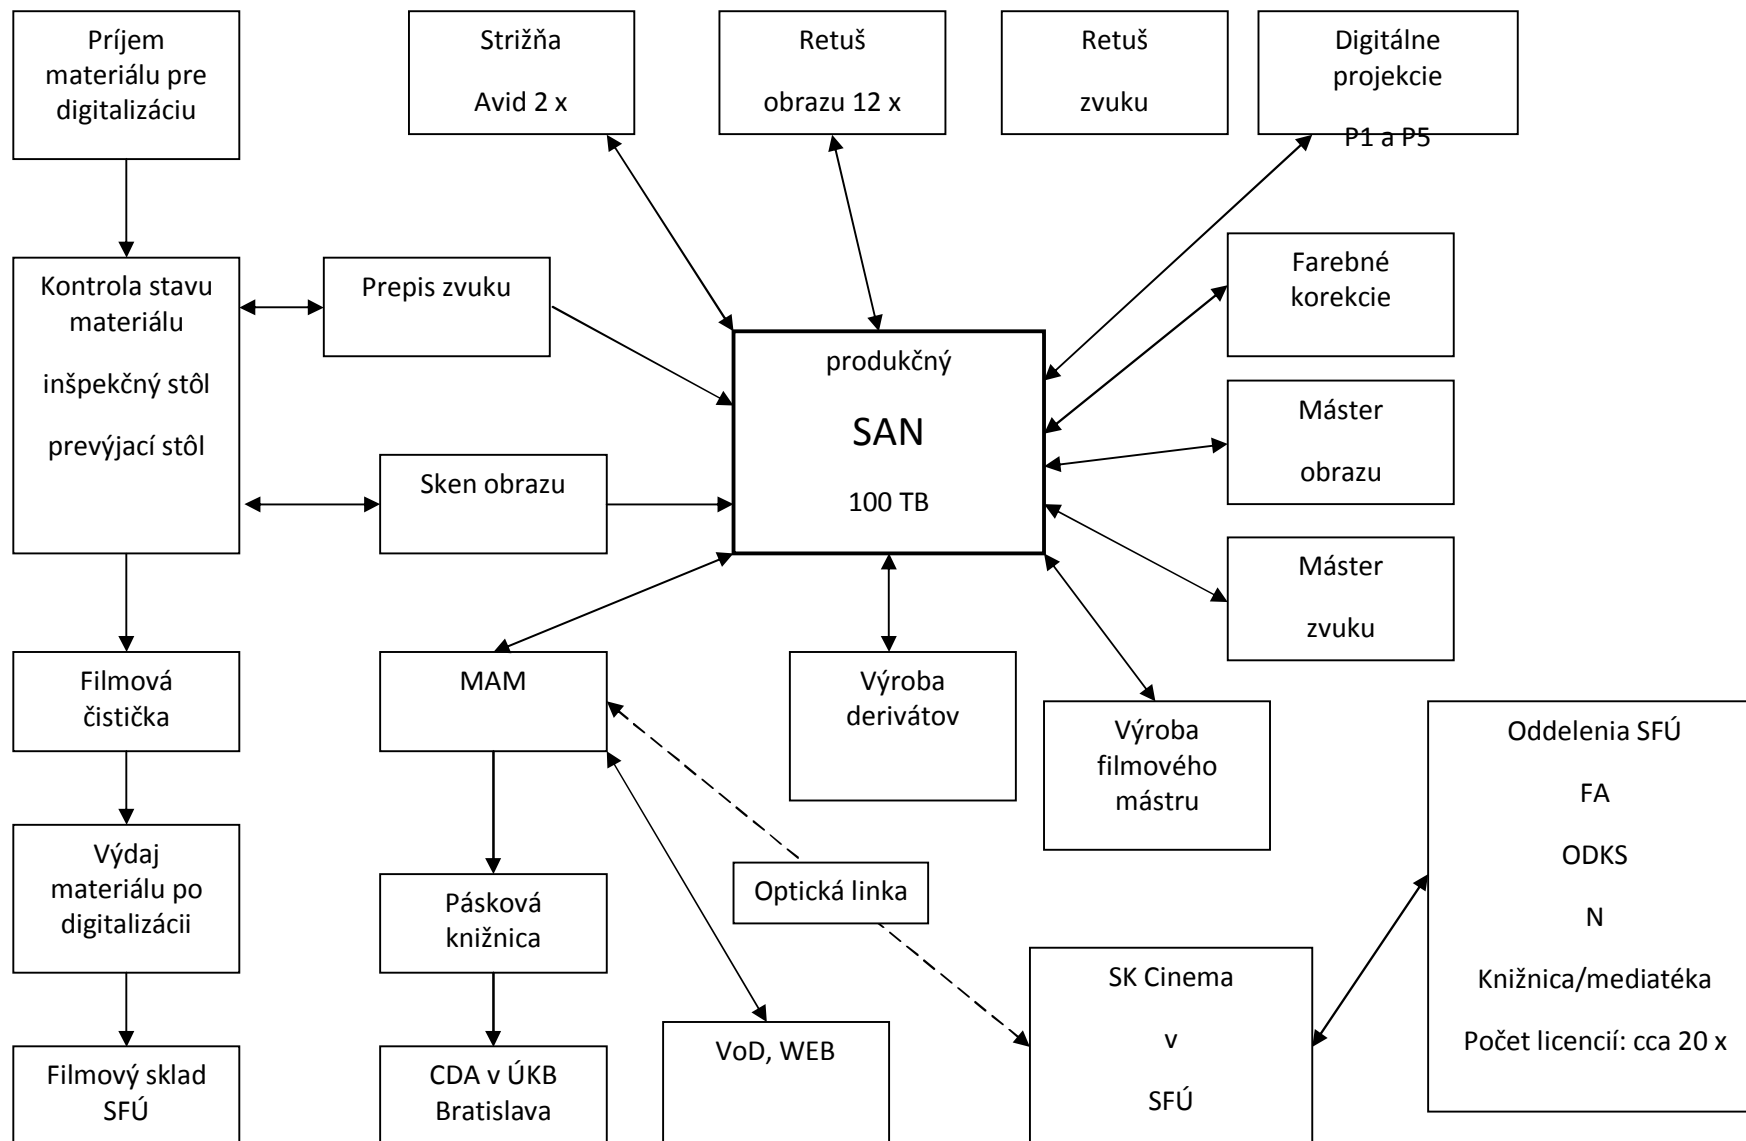 Príjem
materiálu pre
digitalizáciu
Strižňa
Avid 2 x
Retuš
obrazu 12 x
Retuš
zvuku
Digitálne
projekcie
P1 a P5
Kontrola stavu
materiálu
inšpekčný stôl
prevýjací stôl
Prepis zvuku
Sken obrazu
produkčný
SAN
100 TB
Farebné
korekcie
Máster
obrazu
Máster
zvuku
Filmová
čistička
MAM
Výroba
derivátov
Výroba
filmového
mástru
Oddelenia SFÚ
FA
ODKS
N
Knižnica/mediatéka
Počet licencií: cca 20 x
Výdaj
materiálu po
digitalizácii
Pásková
knižnica
Optická linka
Filmový sklad
SFÚ
CDA v ÚKB
Bratislava
VoD, WEB
SK Cinema
v
SFÚ